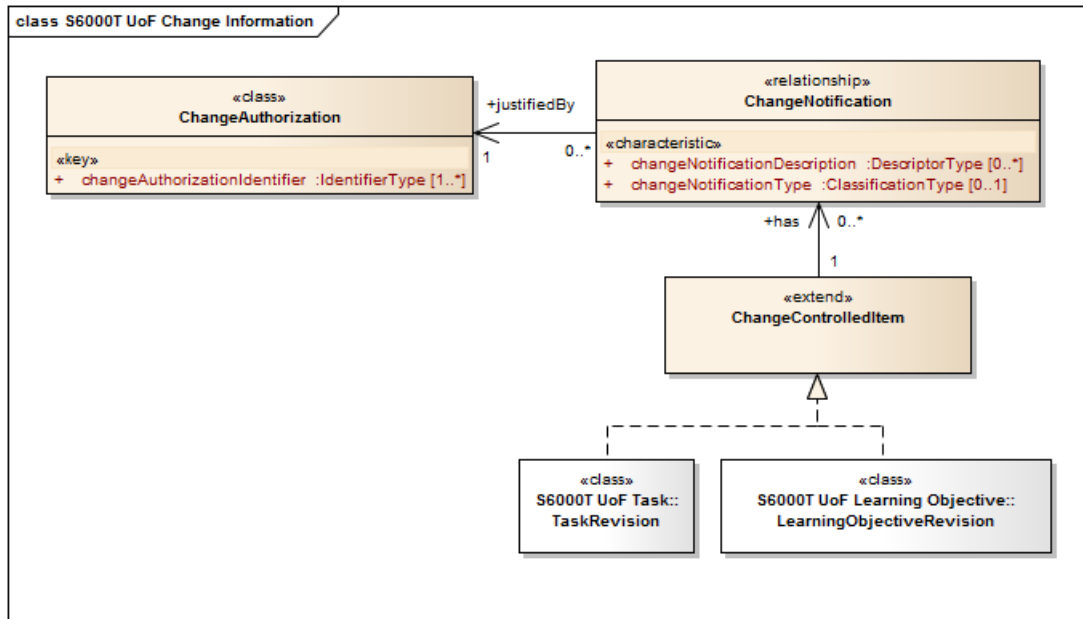 class S6000T UoF Change Information
«class»
ChangeAuthorization
«key»
+ changeAuthorizationIdentifier :IdentifierType [1..*]
+justifiedBy
1
0..*
«relationship»
ChangeNotification
«characteristic»
+ changeNotificationDescription :DescriptorType [0..*]
+ changeNotificationType :ClassificationType [0..1]
+has
0..*
1
«extend»
ChangeControlledItem
«class»
S6000T UoF Task::
TaskRevision
«class»
S6000T UoF Learning Objective::
LearningObjectiveRevision